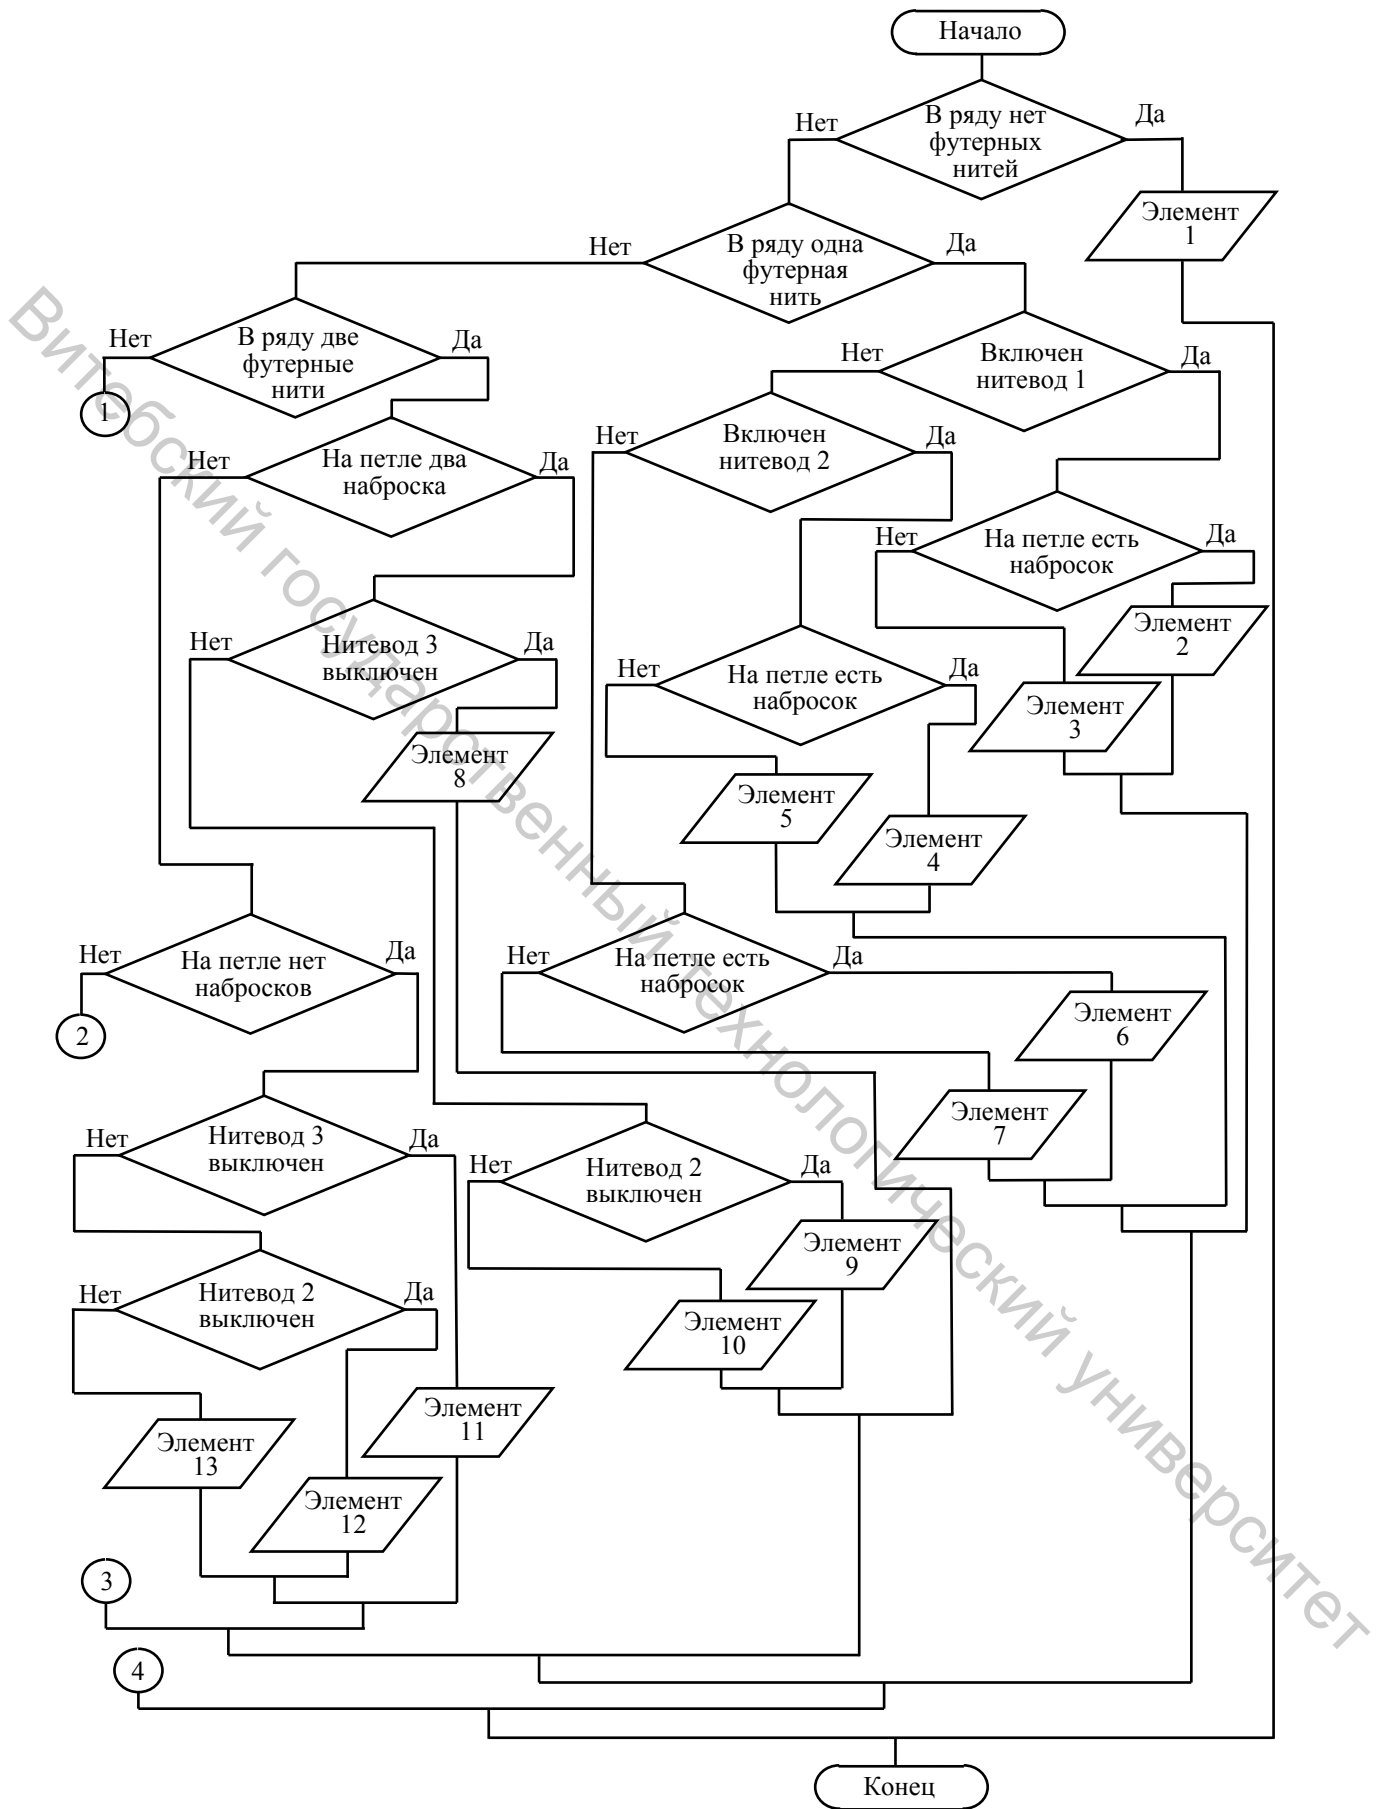 Начало
В ряду нет
футерных
нитей
Нет
Да
Элемент
1
В ряду одна
футерная
нить
Нет
Да
В ряду две
футерные
нити
Нет
Да
1
Включен
нитевод 1
Нет
Да
Включен
нитевод 2
Нет
Да
На петле два
наброска
Нет
Да
На петле есть
набросок
Нет
Да
Элемент
2
Элемент
3
Нитевод 3
выключен
Нет
Да
Элемент
8
На петле есть
набросок
Нет
Да
Элемент
5
Элемент
4
На петле нет
набросков
Нет
Да
2
На петле есть
набросок
Нет
Да
Элемент
6
Элемент
7
Нитевод 3
выключен
Нет
Да
Нитевод 2
выключен
Нет
Да
Элемент
9
Элемент
10
Нитевод 2
выключен
Нет
Да
Элемент
11
Элемент
13
Элемент
12
3
4
Конец
Витебский государственный технологический университет